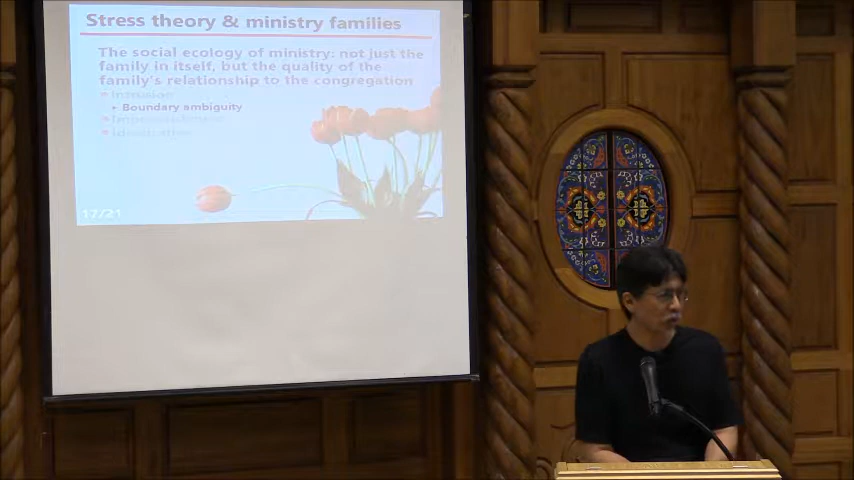 Stress theory & ministry families
The social ecology of ministry: not just the
family in itself, but the quality of the
family's relationship to the congregation
Intrusion
Boundary ambiguity
17/21